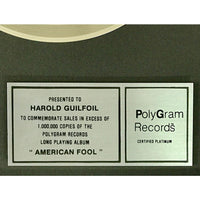 PRESENTED TO
HAROLD GUILFOIL
TO COMMEMORATE SALES IN EXCESS OF
1,000,000 COPIES OF THE
POLYGRAM RECORDS
LONG PLAYING ALBUM
" AMERICAN FOOL "
PolyGram
Records
CERTIFIED PLATINUM